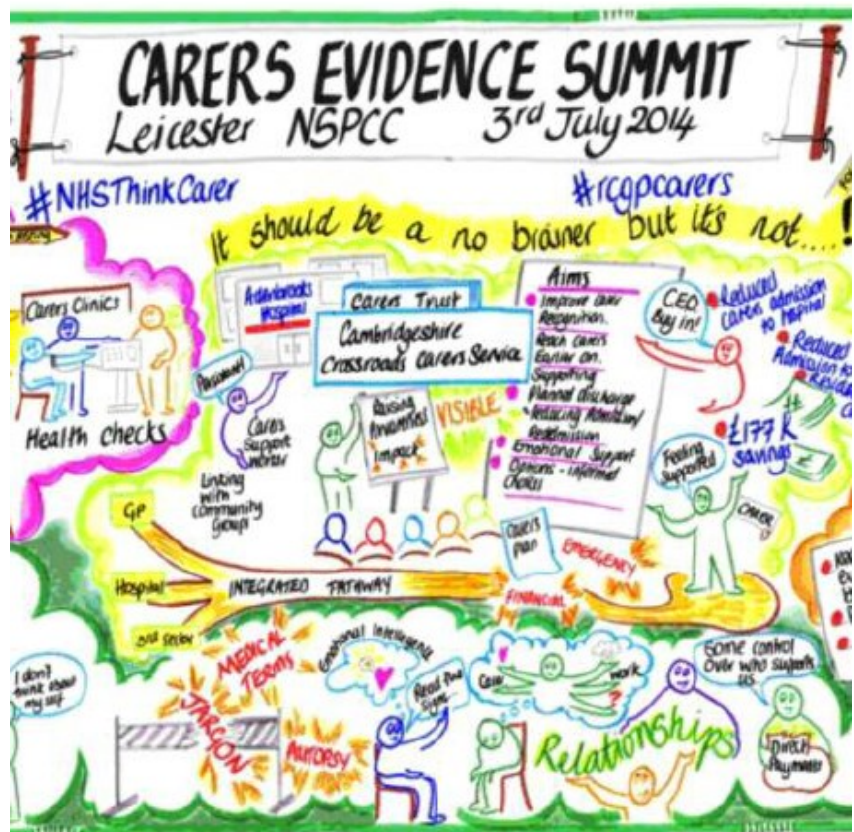 CARERS EVIDENCE SUMMIT
Leicester NSPCC 3rd July 2014
#NHSThinkCarer
#rcgpcarers
It should be a no brainer but it's not....!
Carers Clinics
Health checks
Addenbrooks
Hospital
Carers Trust
Cambridgeshire
Crossroads Carers Service
Carers
Support
Worker
Linking
with
community
Groups
Raising
Awareness
Impact
VISIBLE
Aims
Improve carer
Recognition.
Reach carers
Earlier on.
Supporting
Planned discharge
Reducing Admission/
Readmission
Emotional Support
Options - informed
choices
CEO
Buy in!
Reduced
carers admission
to hospital
Reduced
Admission to
£177k
savings
Feeling
Supported
CARER
GP
Hospital
3rd sector
INTEGRATED PATHWAY
Carers
plan
EMERGENCY
FINANCIAL
I don't
think about
my self
MEDICAL
TERMS
JARGON
AUTOPSY
Emotional Intelligence
Read the
signs
Carer
work
?
Relationships
Some control
over who supports
us
Direct
Payments